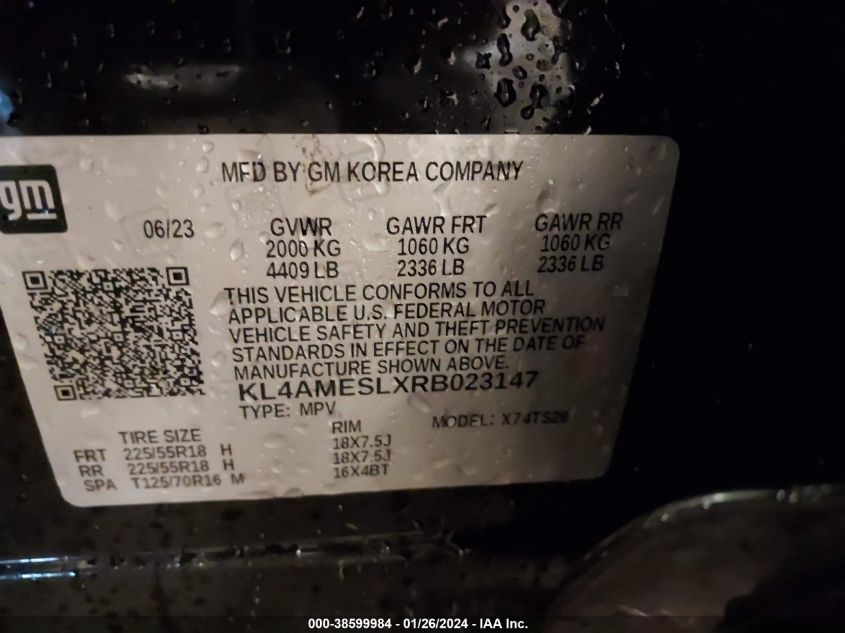 gm
MFD BY GM KOREA COMPANY
06/23 GVWR GAWR FRT GAWR RR
2000 KG 1060 KG 1060 KG
4409 LB 2336 LB 2336 LB
THIS VEHICLE CONFORMS TO ALL
APPLICABLE U.S. FEDERAL MOTOR
VEHICLE SAFETY AND THEFT PREVENTION
STANDARDS IN EFFECT ON THE DATE OF
MANUFACTURE SHOWN ABOVE.
KL4AMESLXRB023147
TYPE: MPV MODEL: X74TS26
TIRE SIZE RIM
FRT 225/55R18 H 18X7.5J
RR 225/55R18 H 18X7.5J
SPA T125/70R16 M 16X4BT
000-38599984 - 01/26/2024 - IAA Inc.